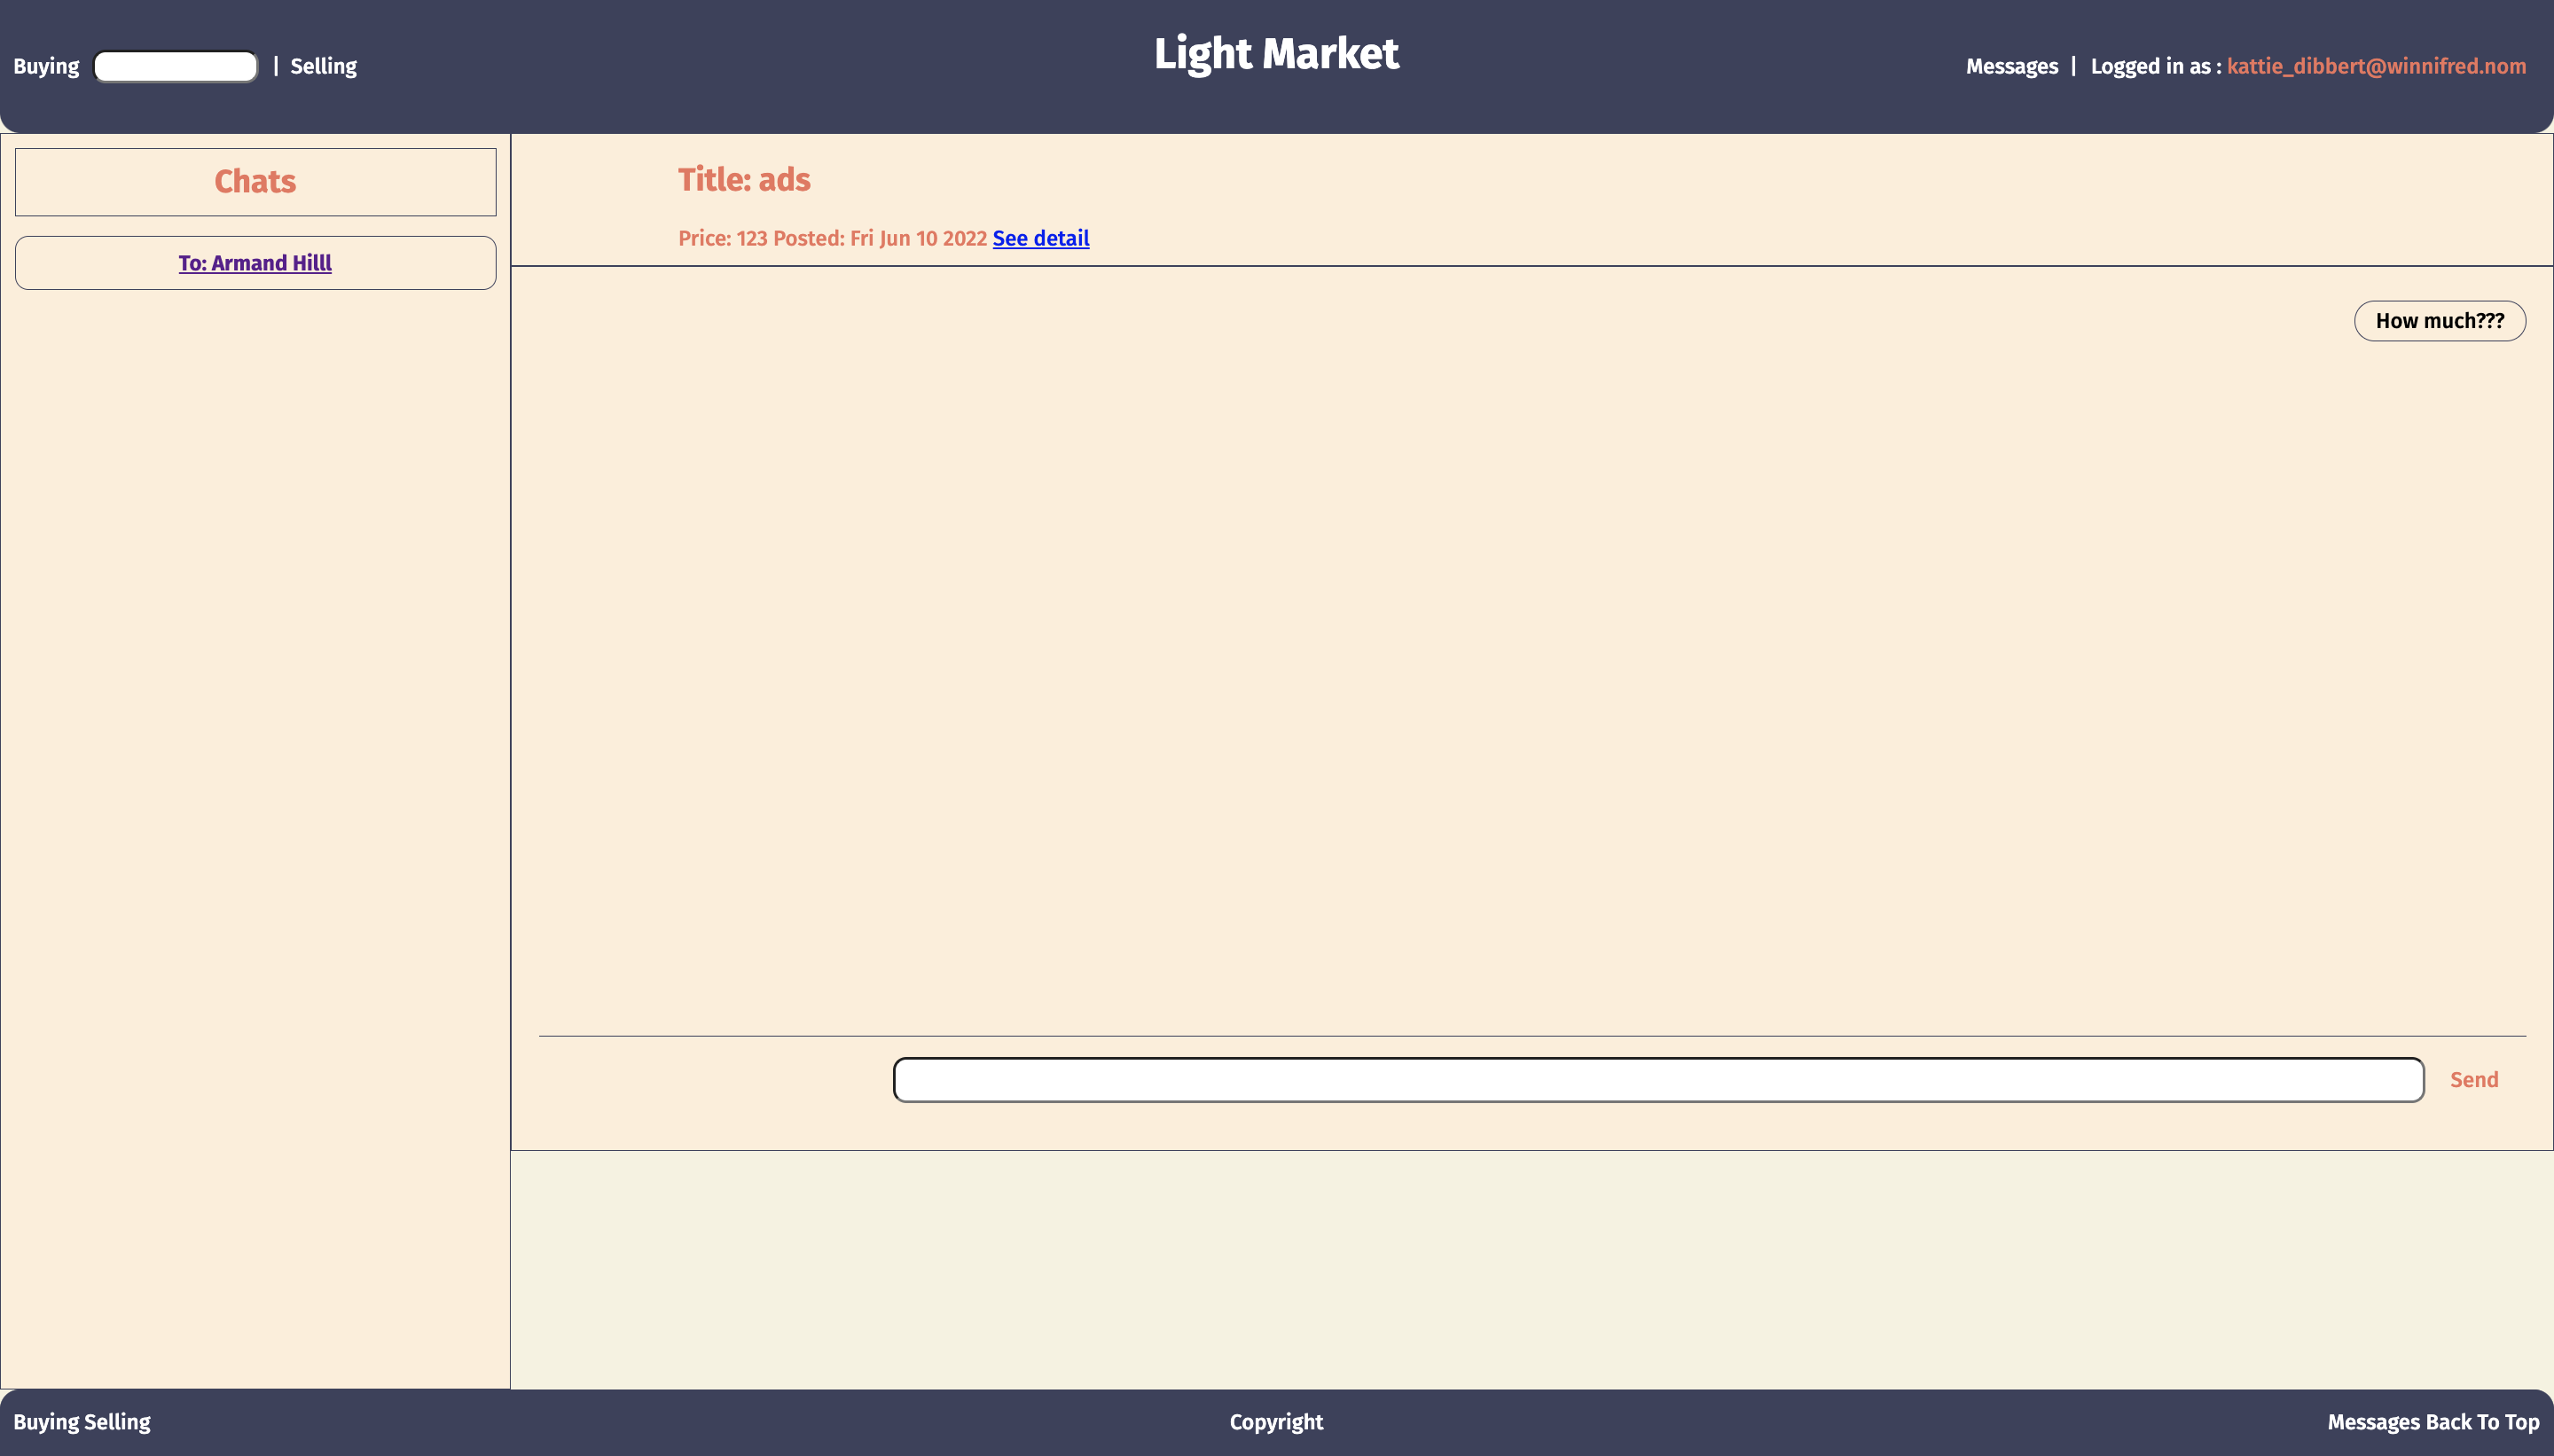 Buying | Selling
Light Market
Messages | Logged in as : kattie_dibbert@winnifred.nom
Chats
To: Armand Hilll
Title: ads
Price: 123 Posted: Fri Jun 10 2022 See detail
How much???
Send
Buying Selling
Copyright
Messages Back To Top